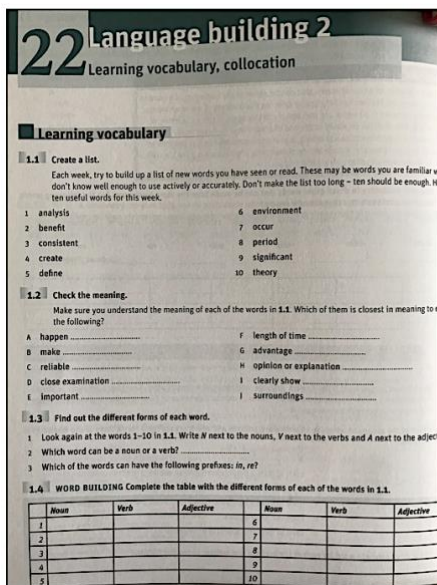 22
Language building 2
Learning vocabulary, collocation
Learning vocabulary
1.1 Create a list.
Each week, try to build up a list of new words you have seen or read. These may be words you are familiar
don't know well enough to use actively or accurately. Don't make the list too long – ten should be enough.
ten useful words for this week.
1 analysis
2 benefit
3 consistent
4 create
5 define
6 environment
7 occur
8 period
9 significant
10 theory
1.2 Check the meaning.
Make sure you understand the meaning of each of the words in 1.1. Which of them is closest in meaning to
the following?
A happen
B make
C reliable
D close examination
E important
F length of time
G advantage
H opinion or explanation
I clearly show
J surroundings
1.3 Find out the different forms of each word.
1 Look again at the words 1–10 in 1.1. Write N next to the nouns, V next to the verbs and A next to the
2 Which word can be a noun or a verb?
3 Which of the words can have the following prefixes: in, re?
1.4 WORD BUILDING Complete the table with the different forms of each of the words in 1.1.
Noun Verb Adjective Noun Verb Adjective
1 6
2 7
3 8
4 9
5 10